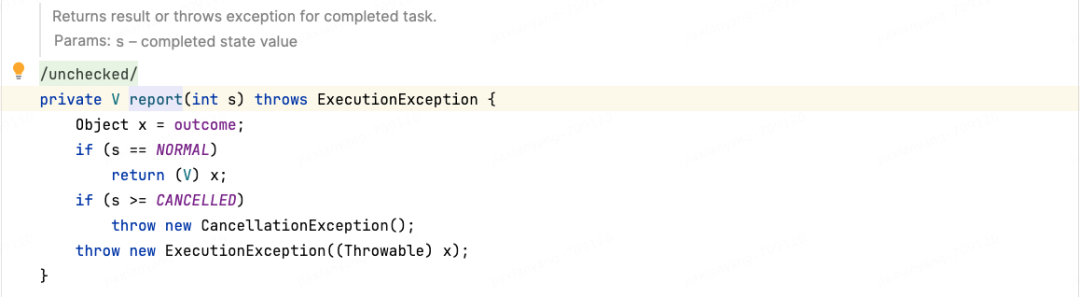 Returns result or throws exception for completed task.
Params: s – completed state value
/unchecked/
private V report(int s) throws ExecutionException {
    Object x = outcome;
    if (s == NORMAL)
        return (V) x;
    if (s >= CANCELLED)
        throw new CancellationException();
    throw new ExecutionException((Throwable) x);
}